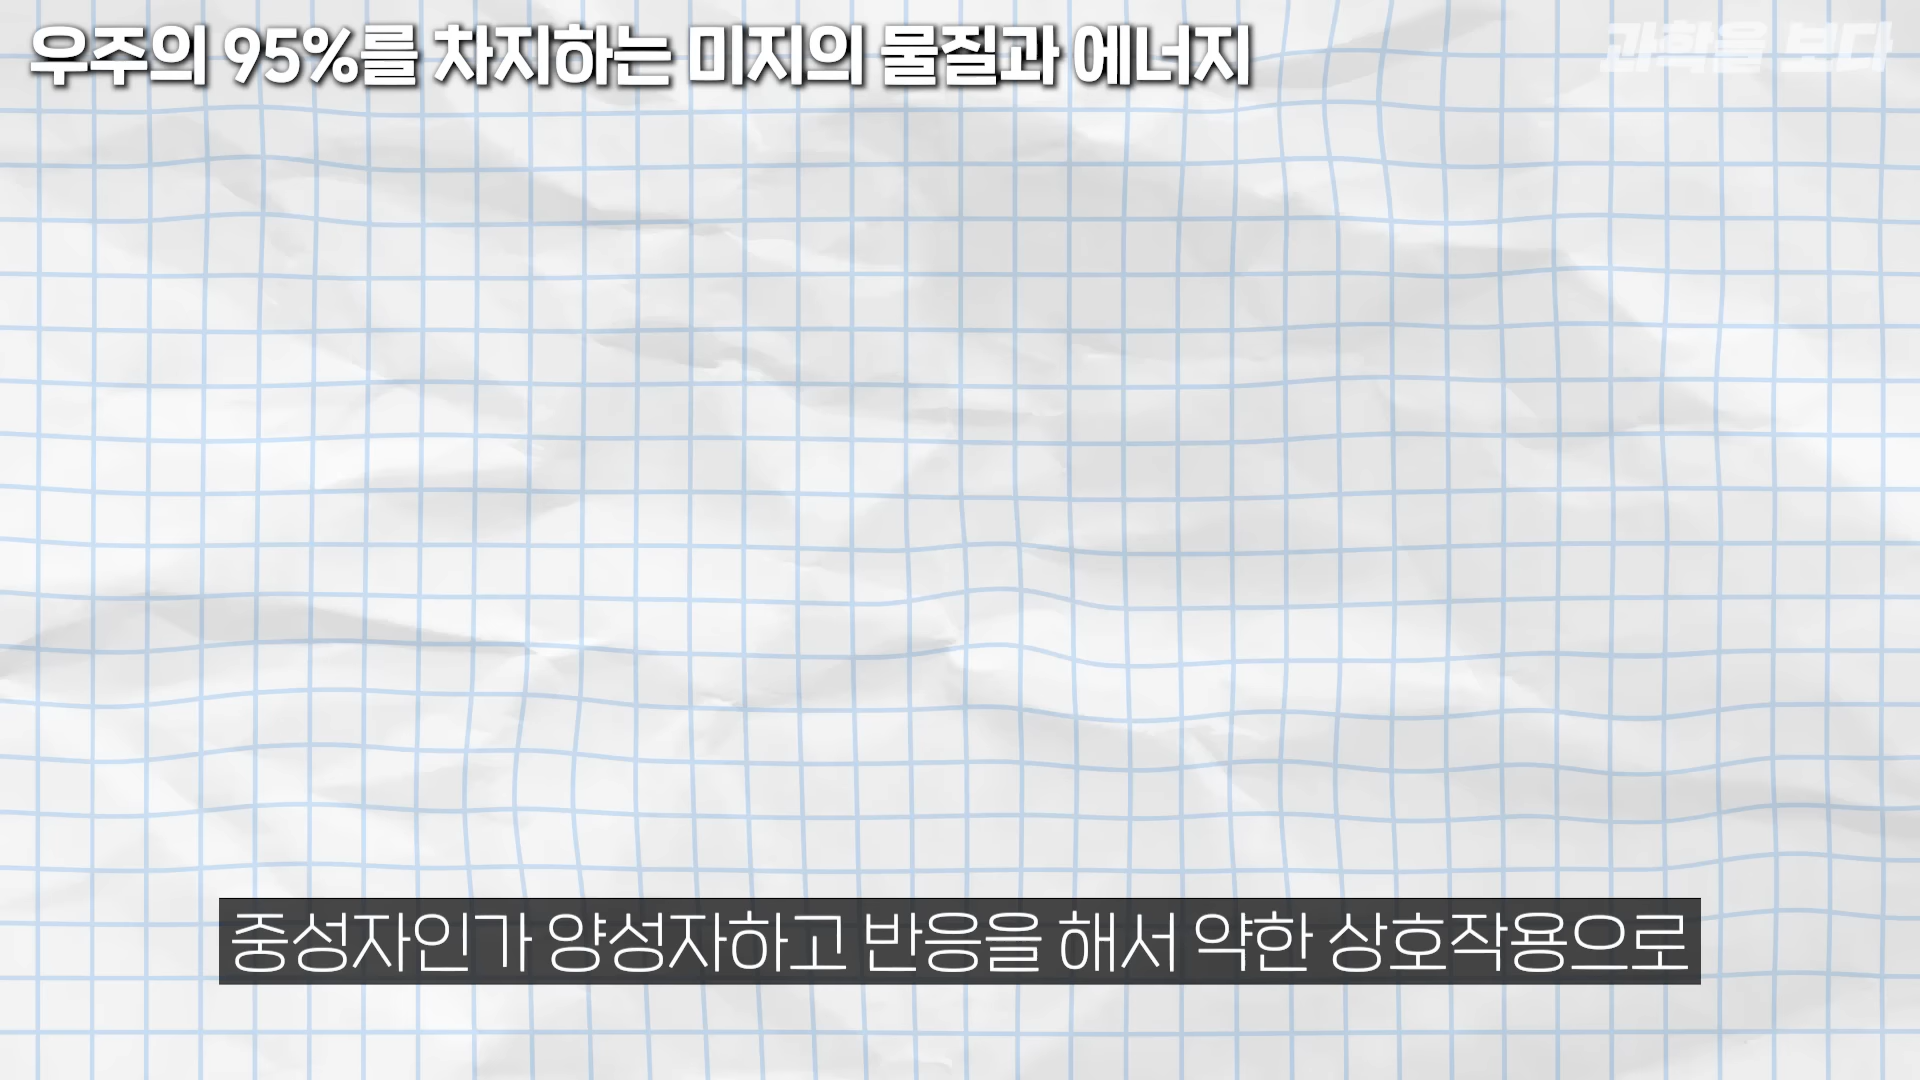 우주의 95%를 차지하는 미지의 물질과 에너지
과학을 보다
중성자인가 양성자하고 반응을 해서 약한 상호작용으로